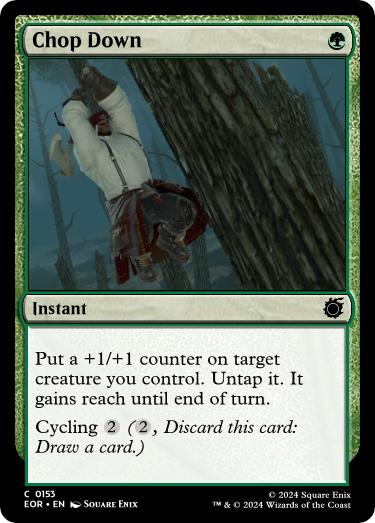 Chop Down
Instant
Put a +1/+1 counter on target
creature you control. Untap it. It
gains reach until end of turn.
Cycling 2 (2, Discard this card:
Draw a card.)
C 0153
EOR • EN SQUARE ENIX
© 2024 Square Enix
™ & © 2024 Wizards of the Coast